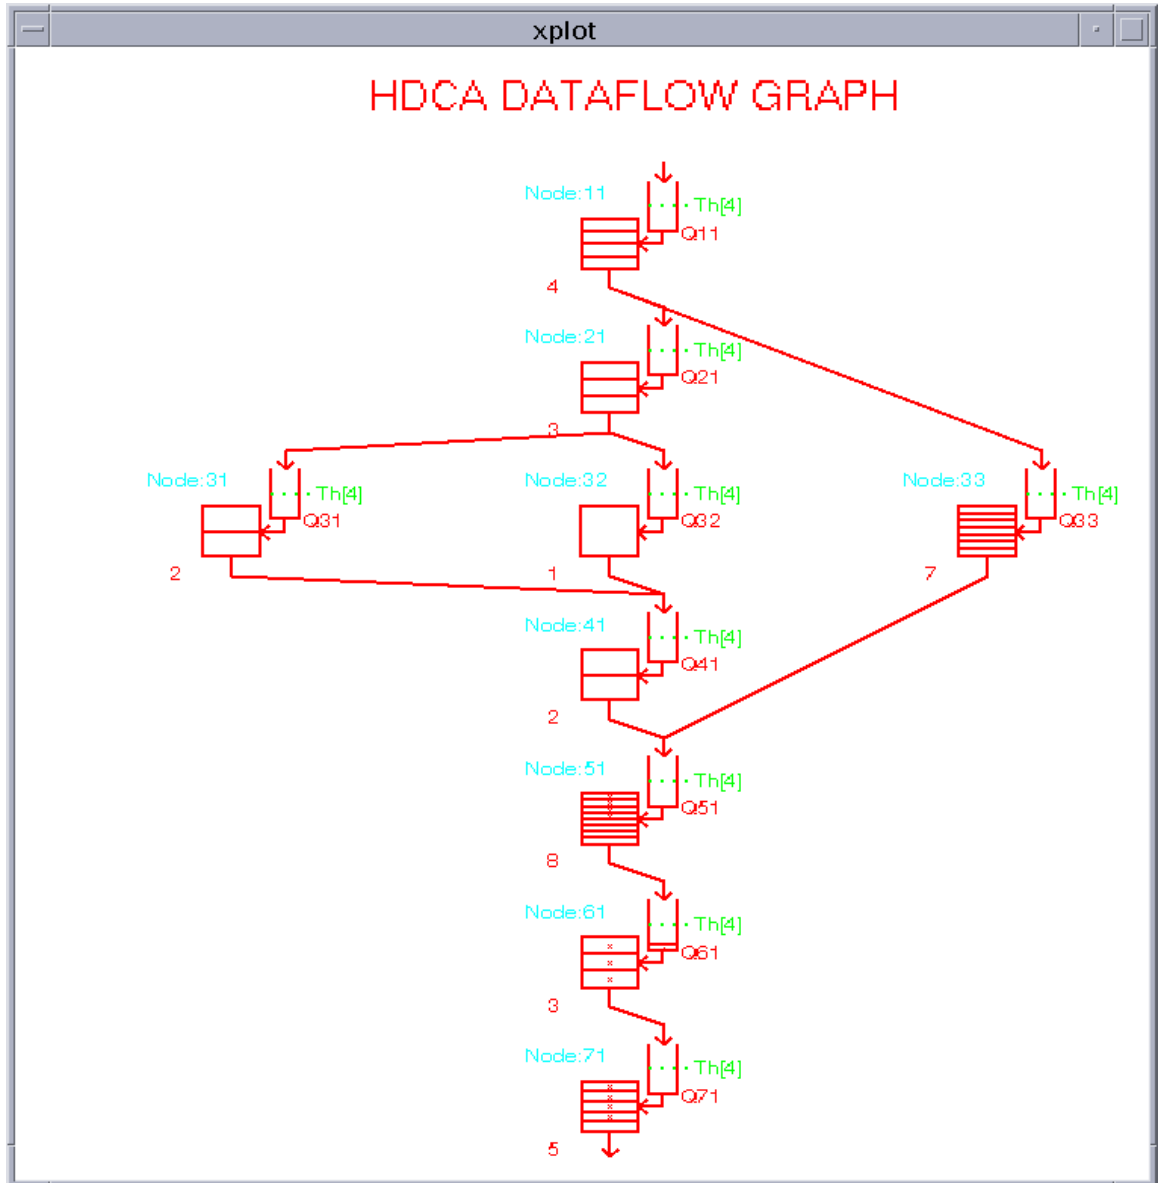 xplot
HDCA DATAFLOW GRAPH
Node:11
Th[4]
Q11
4
Node:21
Th[4]
Q21
3
Node:31
Th[4]
Q31
2
Node:32
Th[4]
Q32
1
Node:33
Th[4]
Q33
7
Node:41
Th[4]
Q41
2
Node:51
Th[4]
Q51
8
Node:61
Th[4]
Q61
3
Node:71
Th[4]
Q71
5